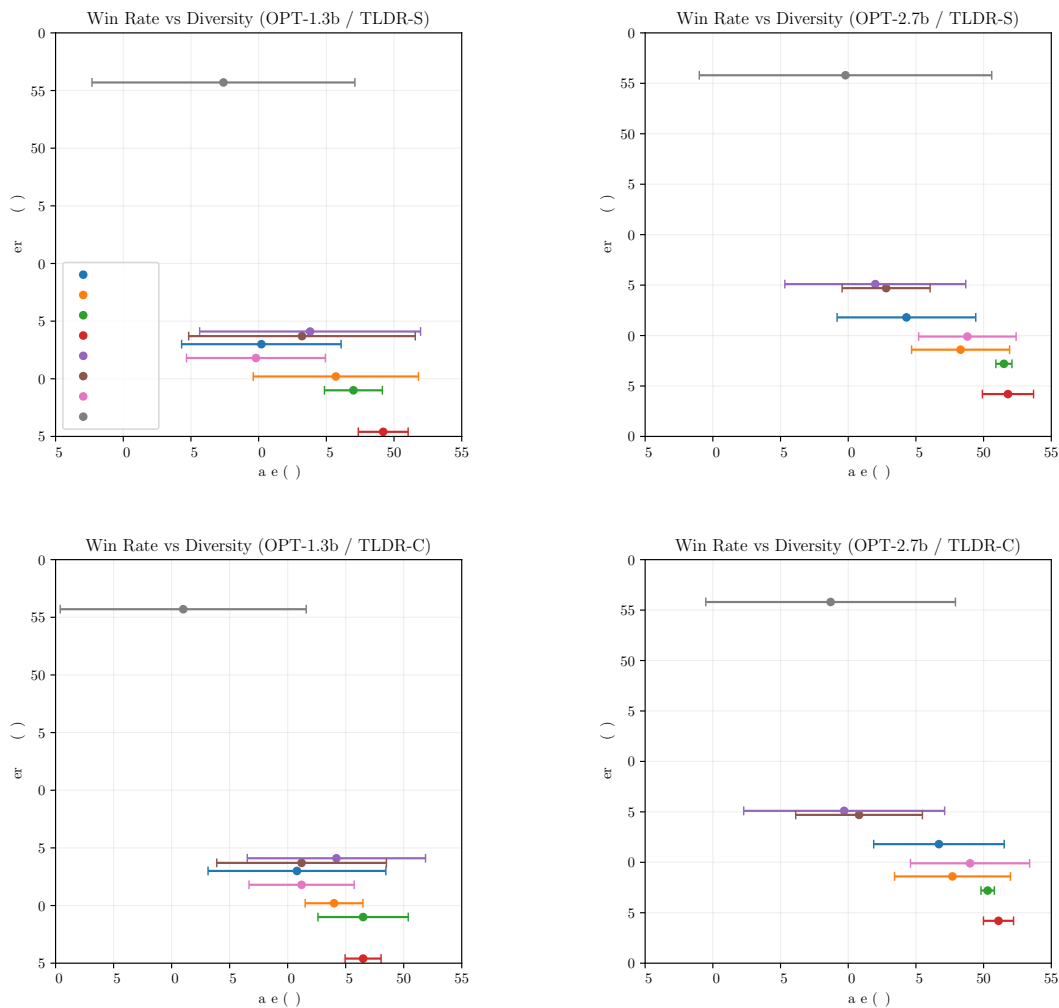 Win Rate vs Diversity (OPT-1.3b / TLDR-S)
0
55
50
5
0
5
0
5
er ( )
5 0 5 0 5 50 55
a e ( )
Win Rate vs Diversity (OPT-2.7b / TLDR-S)
0
55
50
5
0
5
0
5
0
er ( )
5 0 5 0 5 50 55
a e ( )
Win Rate vs Diversity (OPT-1.3b / TLDR-C)
0
55
50
5
0
5
0
5
er ( )
0 5 0 5 0 5 50 55
a e ( )
Win Rate vs Diversity (OPT-2.7b / TLDR-C)
0
55
50
5
0
5
0
5
0
er ( )
5 0 5 0 5 50 55
a e ( )